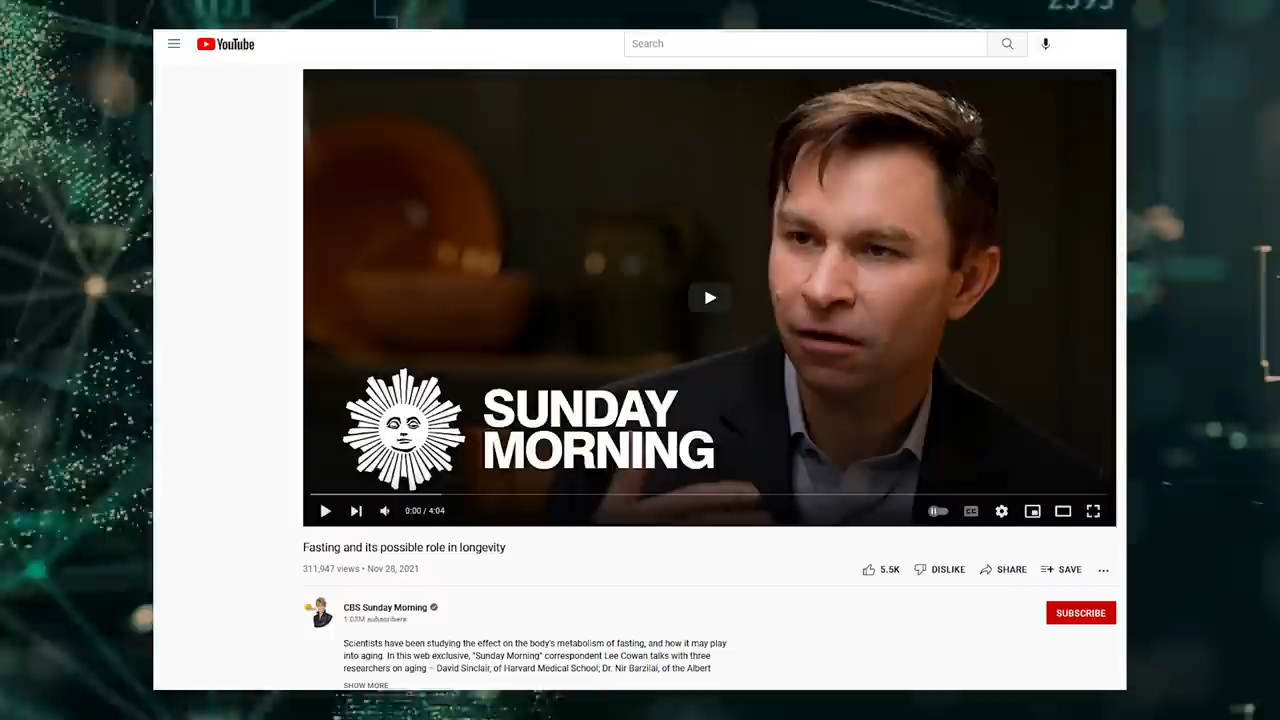 2393
YouTube
Search
SUNDAY
MORNING
0:00 / 4:04
CC
Fasting and its possible role in longevity
311,947 views • Nov 28, 2021
5.5K
DISLIKE
SHARE
SAVE
CBS Sunday Morning
1.03M subscribers
SUBSCRIBE
Scientists have been studying the effect on the body's metabolism of fasting, and how it may play
into aging. In this web exclusive, "Sunday Morning" correspondent Lee Cowan talks with three
researchers on aging – David Sinclair, of Harvard Medical School; Dr. Nir Barzilai, of the Albert
SHOW MORE